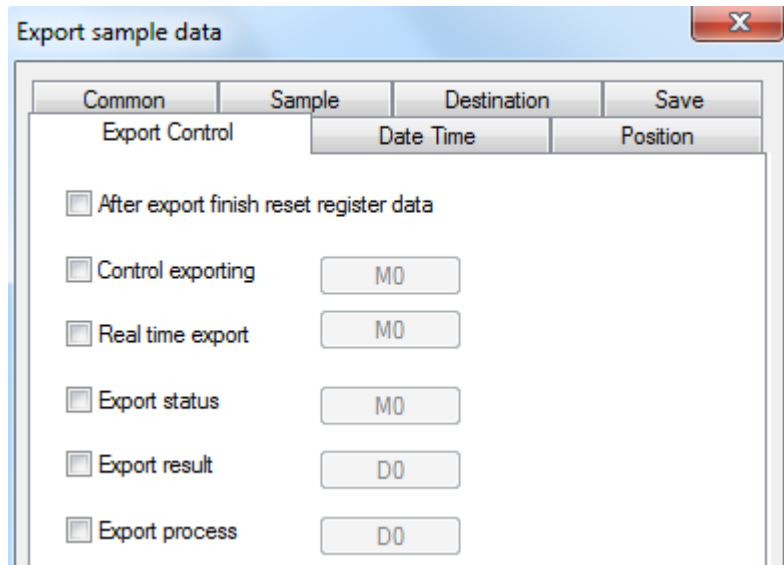 Export sample data
Common Sample Destination Save
Export Control Date Time Position
After export finish reset register data
Control exporting M0
Real time export M0
Export status M0
Export result D0
Export process D0